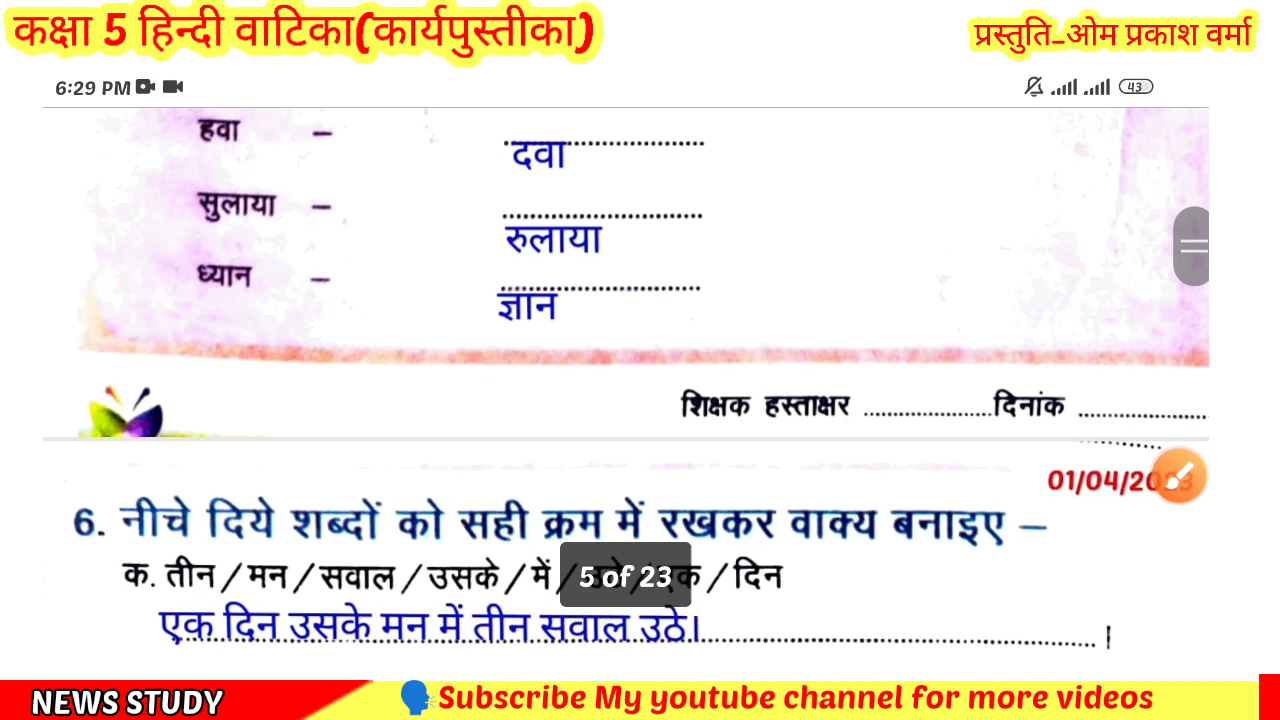 कक्षा 5 हिन्दी वाटिका(कार्यपुस्तीका)
प्रस्तुति-ओम प्रकाश वर्मा
6:29 PM
43
हवा – दवा
सुलाया – रुलाया
ध्यान – ज्ञान
शिक्षक हस्ताक्षर ......................दिनांक ......................
01/04/20
6. नीचे दिये शब्दों को सही क्रम में रखकर वाक्य बनाइए –
क. तीन / मन / सवाल / उसके / में / / / दिन
5 of 23
एक दिन उसके मन में तीन सवाल उठे। |
NEWS STUDY
Subscribe My youtube channel for more videos